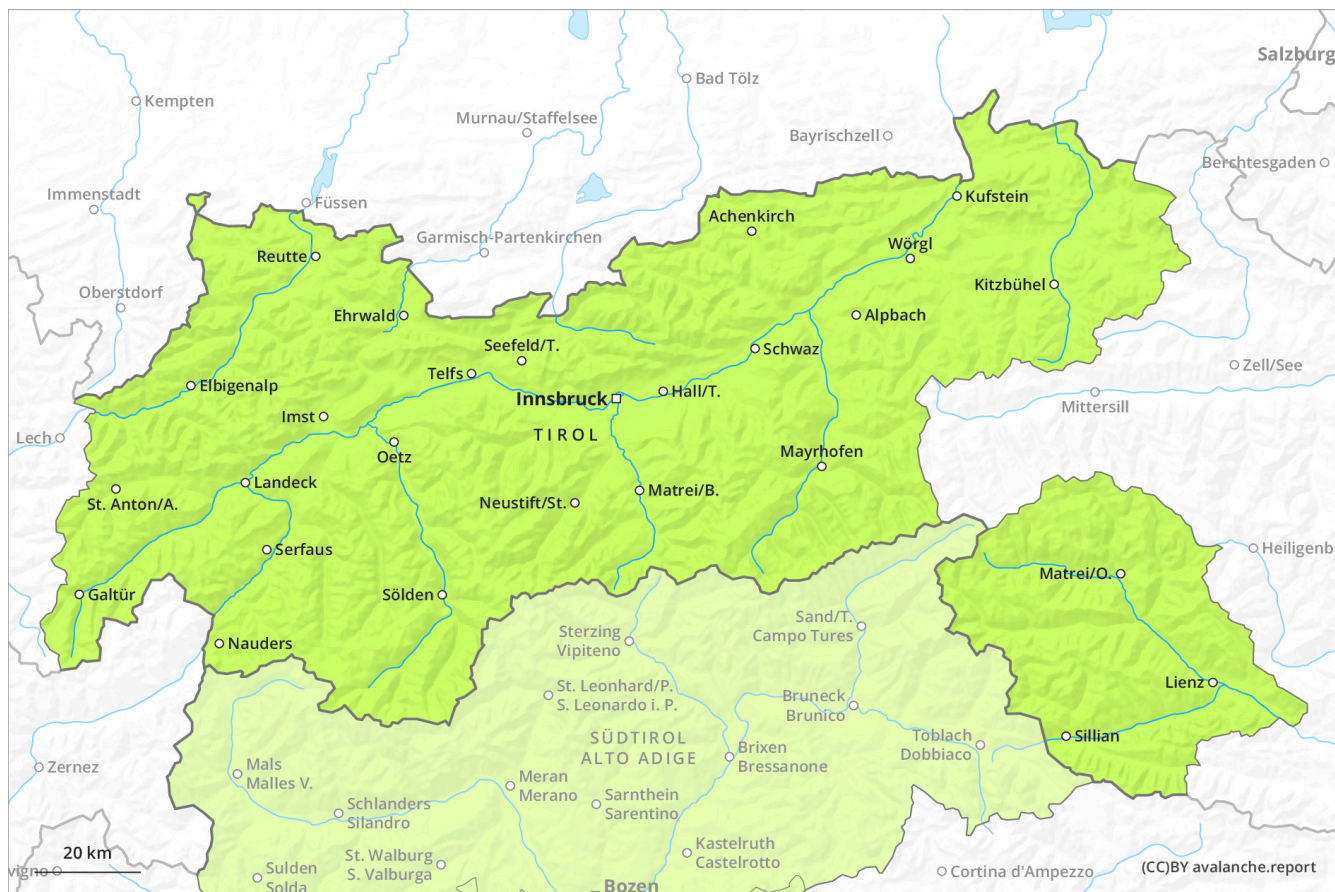 Salzburg
Bad Tölz
Kempten
Murnau/Staffelsee
Bayrischzell
Berchtesgaden
Immenstadt
Füssen
Kufstein
Achenkirch
Garmisch-Partenkirchen
Wörgl
Reutte
Kitzbühel
Oberstdorf
Ehrwald
Alpbach
Seefeld/T.
Schwaz
Zell/See
Telfs
Elbigenalp
Hall/T.
Innsbruck
Mittersill
Imst
TIROL
Lech
Oetz
Mayrhofen
Landeck
Matrei/B.
St. Anton/A.
Neustift/St.
Serfaus
Heiligenb
Matrei/O.
Galtür
Sölden
Sand/T.
Campo Tures
Sterzing
Vipiteno
Nauders
St. Leonhard/P.
S. Leonardo i. P.
Lienz
Bruneck
Brunico
SÜDTIROL
ALTO ADIGE
Toblach
Dobbiaco
Sillian
Brixen
Bressanone
Zernez
Mals
Malles V.
Meran
Merano
Sarnthein
Sarentino
Schlanders
Silandro
Kastelruth
Castelrotto
20 km
St. Walburg
S. Valburga
vigno
Sulden
Solda
Cortina d'Ampezzo
(CC)BY avalanche.report
Bozen